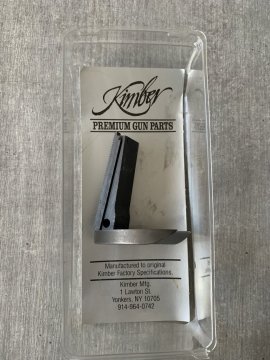 Kimber
PREMIUM GUN PARTS
Manufactured to original
Kimber Factory Specifications.
Kimber Mfg.
1 Lawton St.
Yonkers, NY 10705
914-964-0742